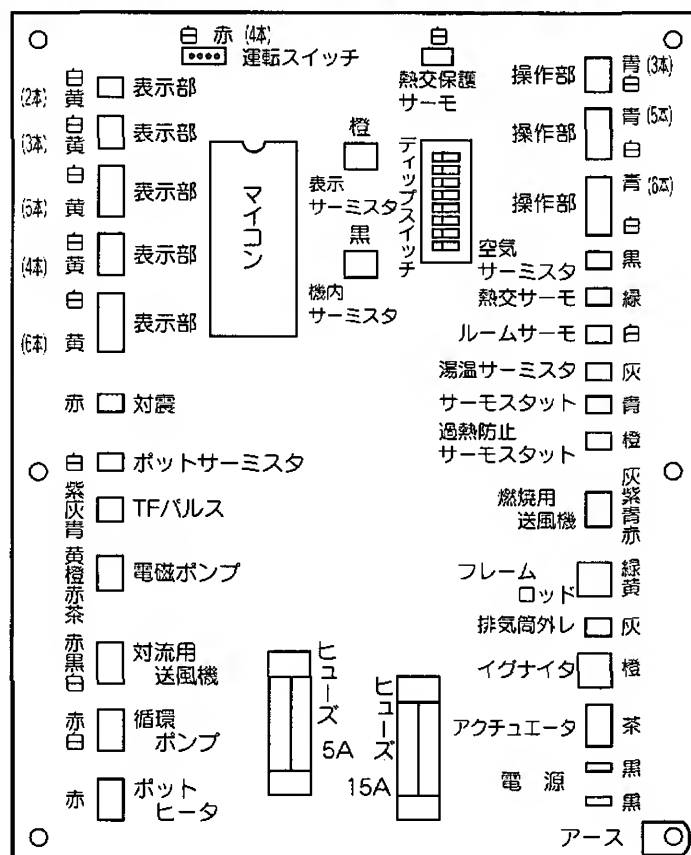 白 赤 (4本)
運転スイッチ
白
熱交保護
サーモ
橙
表示
サーミスタ
黒
機内
サーミスタ
マイコン
ディップスイッチ
白
黄
(2本)
表示部
白
黄
(3本)
表示部
白
黄
(5本)
表示部
白
黄
(4本)
表示部
白
黄
(6本)
表示部
赤
対震
白
ポットサーミスタ
紫
灰
青
TFパルス
黄
橙
赤
茶
電磁ポンプ
赤
黒
白
対流用
送風機
赤
白
循環
ポンプ
赤
ポット
ヒータ
ヒューズ
5A
ヒューズ
15A
操作部
青 (3本)
白
操作部
青 (5本)
白
操作部
青 (6本)
白
空気
サーミスタ
黒
熱交サーモ
緑
ルームサーモ
白
湯温サーミスタ
灰
サーモスタット
青
過熱防止
サーモスタット
橙
燃焼用
送風機
灰
紫
青
赤
フレーム
ロッド
緑
黄
排気筒外レ
灰
イグナイタ
橙
アクチュエータ
茶
電 源
黒
黒
アース